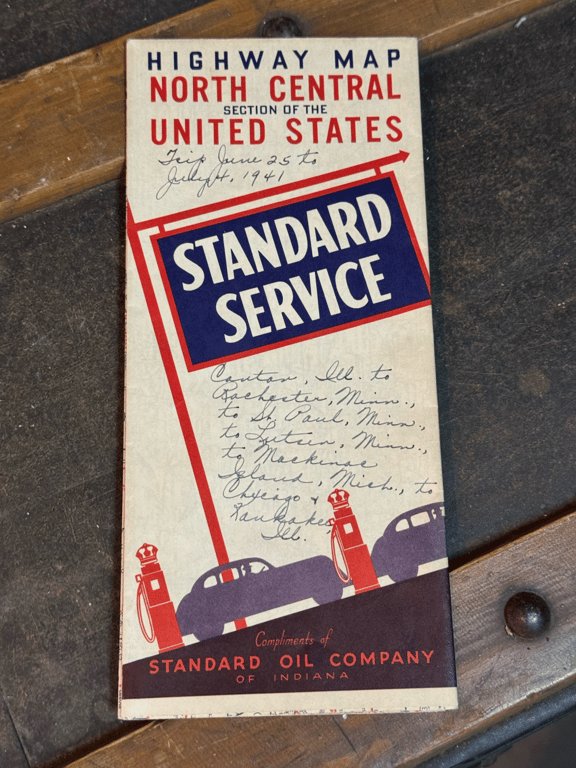 HIGHWAY MAP
NORTH CENTRAL
SECTION OF THE
UNITED STATES
Trip June 25 to
July 4, 1941
STANDARD
SERVICE
Canton, Ill. to
Rochester, Minn.,
to St. Paul, Minn.,
to Lutsen, Minn.,
to Mackinac
Island, Mich., to
Chicago &
Kankakee,
Ill.
Compliments of
STANDARD OIL COMPANY
OF INDIANA